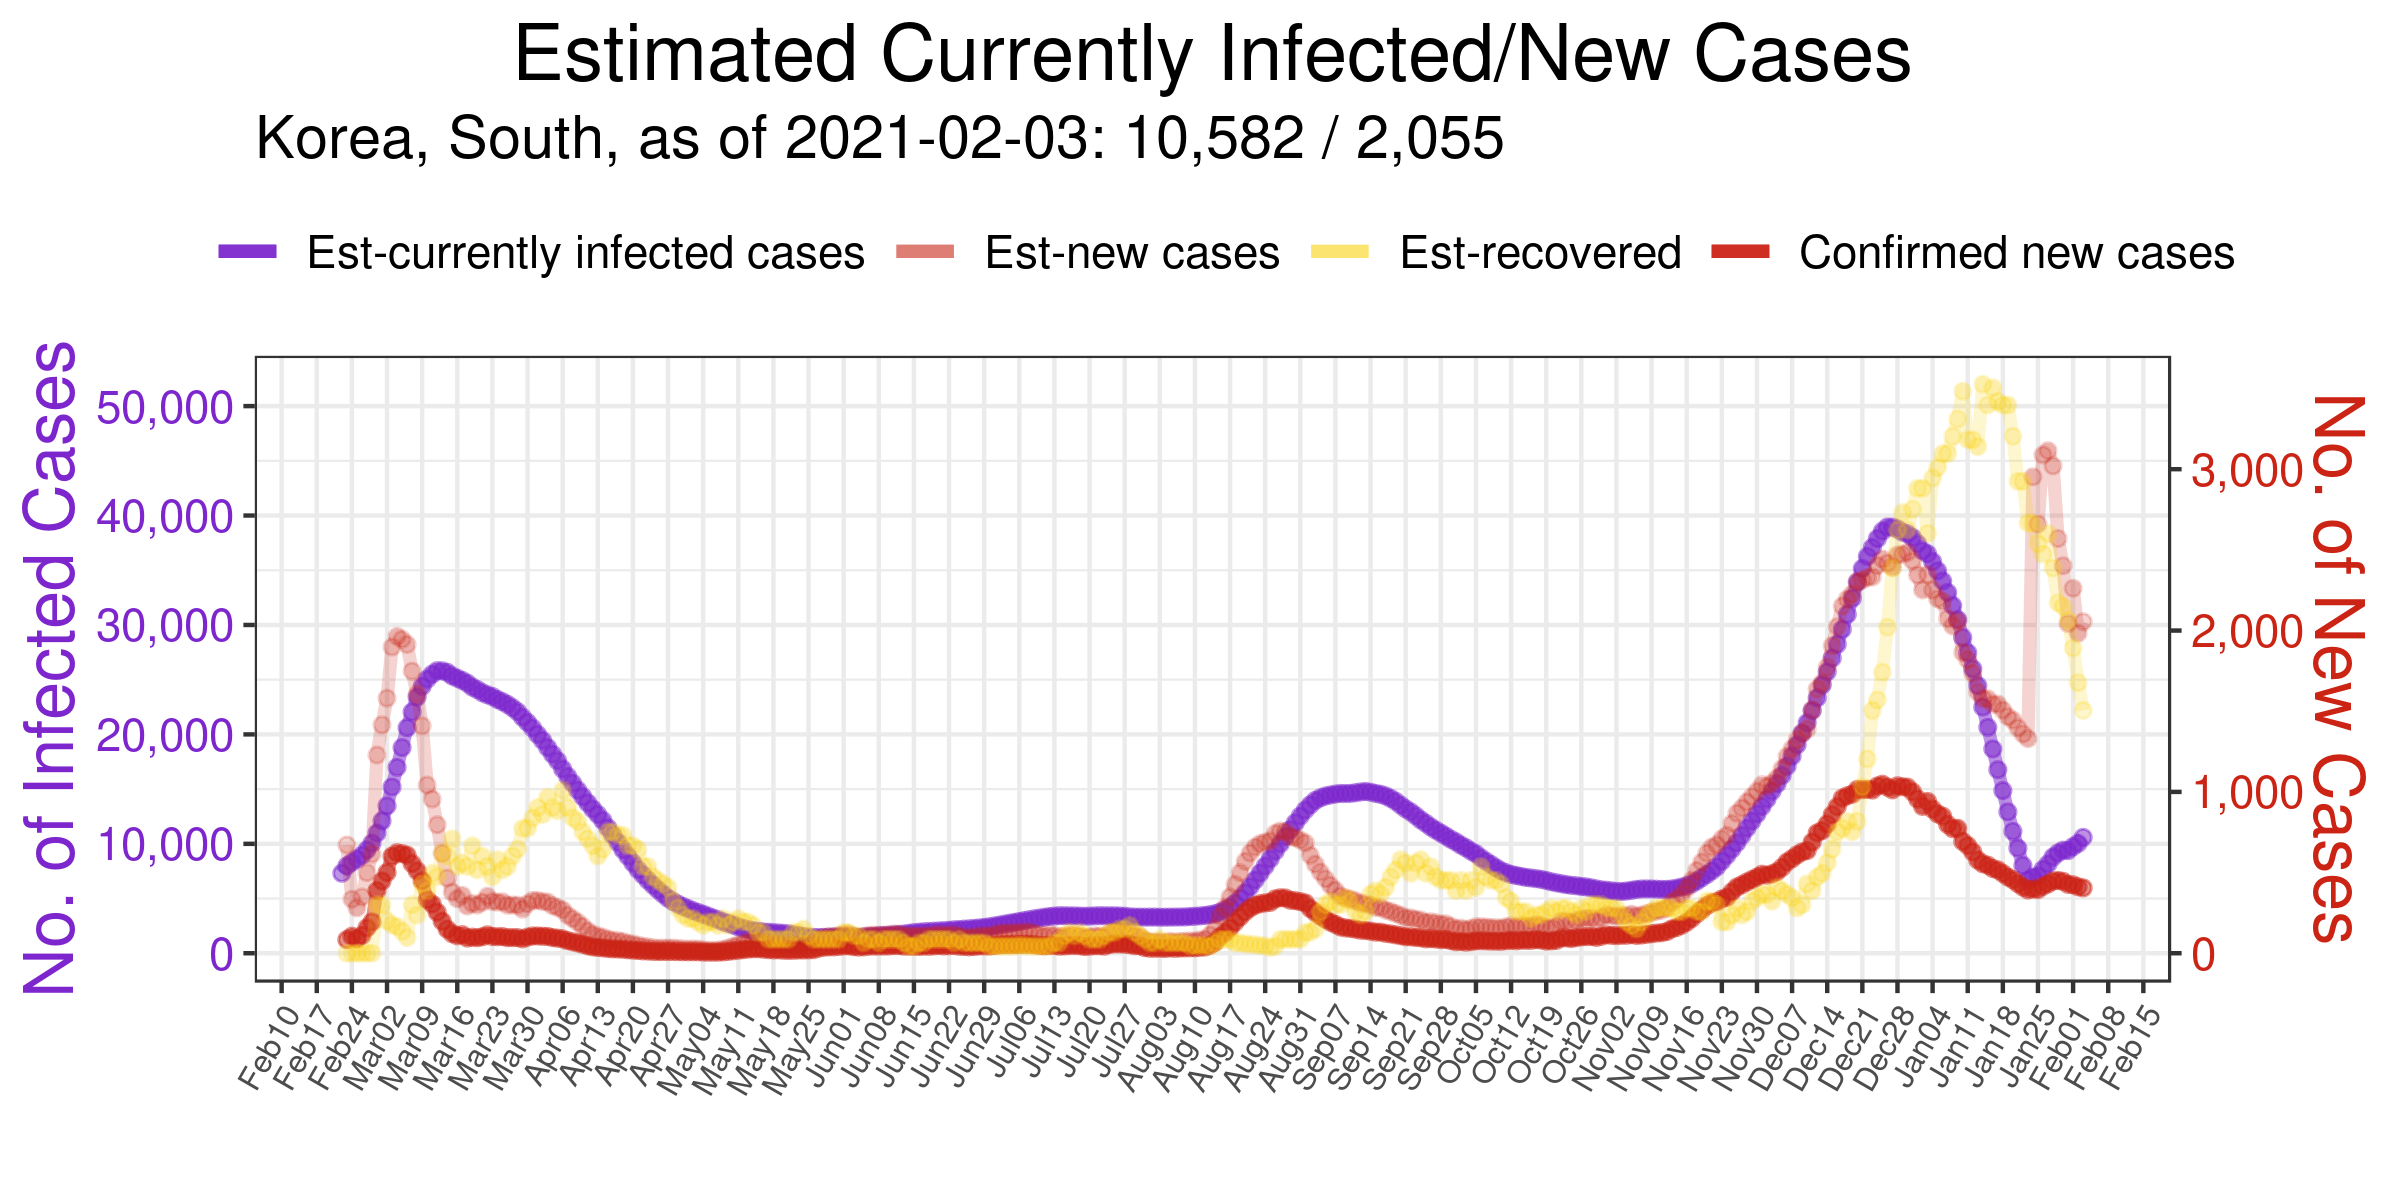 Estimated Currently Infected/New Cases
Korea, South, as of 2021-02-03: 10,582 / 2,055
Est-currently infected cases
Est-new cases
Est-recovered
Confirmed new cases
No. of Infected Cases
50,000
40,000
30,000
20,000
10,000
0
3,000
2,000
1,000
0
No. of New Cases
Feb10
Feb17
Feb24
Mar02
Mar09
Mar16
Mar23
Mar30
Apr06
Apr13
Apr20
Apr27
May04
May11
May18
May25
Jun01
Jun08
Jun15
Jun22
Jun29
Jul06
Jul13
Jul20
Jul27
Aug03
Aug10
Aug17
Aug24
Aug31
Sep07
Sep14
Sep21
Sep28
Oct05
Oct12
Oct19
Oct26
Nov02
Nov09
Nov16
Nov23
Nov30
Dec07
Dec14
Dec21
Dec28
Jan04
Jan11
Jan18
Jan25
Feb01
Feb08
Feb15